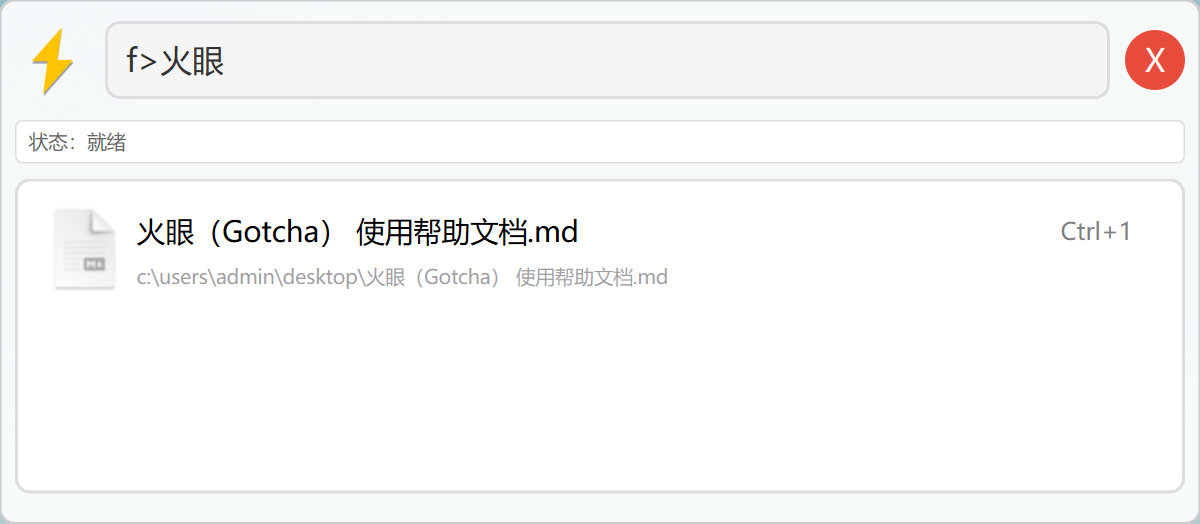 f>火眼
X
状态：就绪
火眼（Gotcha） 使用帮助文档.md
Ctrl+1
M↓
c:\users\admin\desktop\火眼（Gotcha） 使用帮助文档.md